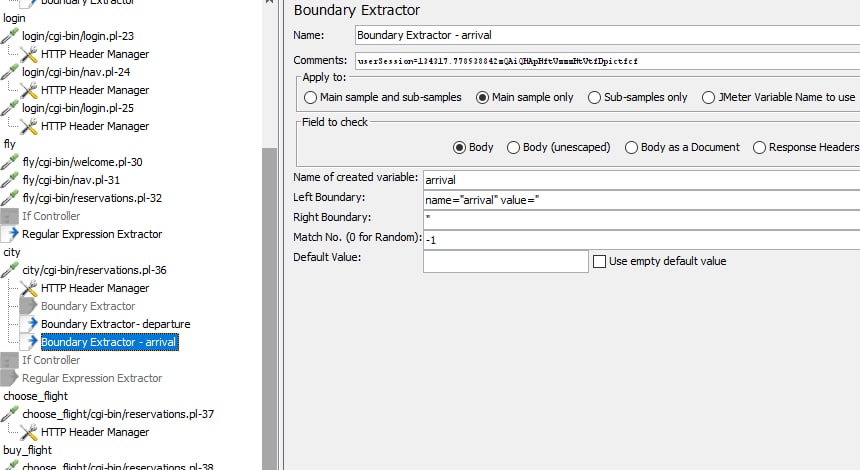 Boundary Extractor
login
login/cgi-bin/login.pl-23
HTTP Header Manager
login/cgi-bin/nav.pl-24
HTTP Header Manager
login/cgi-bin/login.pl-25
HTTP Header Manager
fly
fly/cgi-bin/welcome.pl-30
fly/cgi-bin/nav.pl-31
fly/cgi-bin/reservations.pl-32
If Controller
Regular Expression Extractor
city
city/cgi-bin/reservations.pl-36
HTTP Header Manager
Boundary Extractor
Boundary Extractor- departure
Boundary Extractor - arrival
If Controller
Regular Expression Extractor
choose_flight
choose_flight/cgi-bin/reservations.pl-37
HTTP Header Manager
buy_flight
choose_flight/cgi-bin/reservations.pl-38
Boundary Extractor
Name: Boundary Extractor - arrival
Comments:
Apply to:
Main sample and sub-samples Main sample only Sub-samples only JMeter Variable Name to use
Field to check
Body Body (unescaped) Body as a Document Response Headers
Name of created variable: arrival
Left Boundary: name="arrival" value="
Right Boundary: "
Match No. (0 for Random): -1
Default Value: Use empty default value